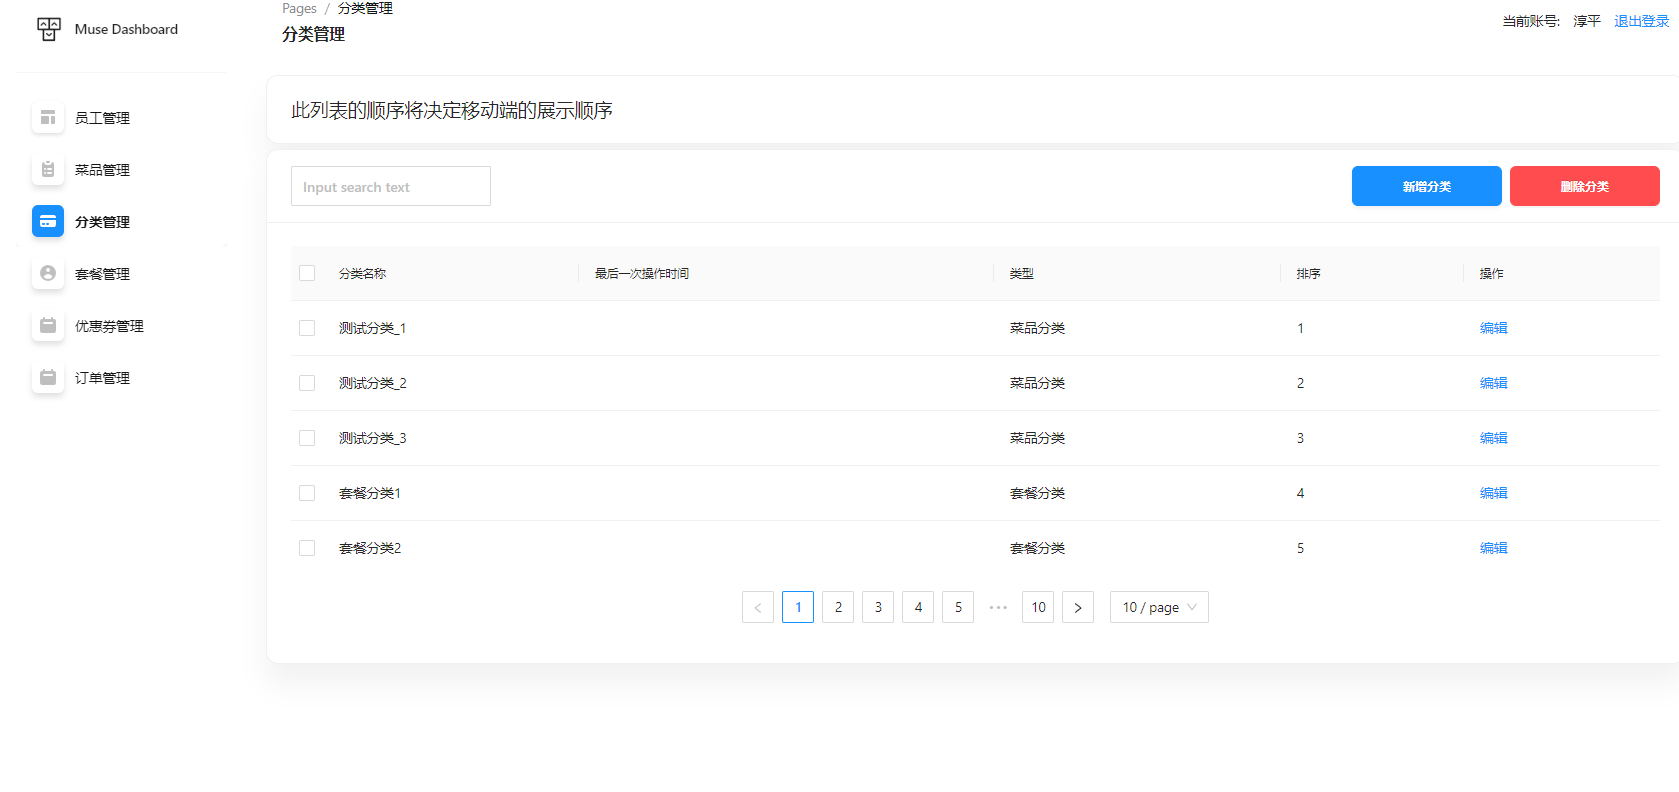 Muse Dashboard
员工管理
菜品管理
分类管理
套餐管理
优惠券管理
订单管理
Pages / 分类管理
分类管理
当前账号: 淳平 退出登录
此列表的顺序将决定移动端的展示顺序
Input search text 新增分类 删除分类
分类名称 最后一次操作时间 类型 排序 操作
测试分类_1 菜品分类 1 编辑
测试分类_2 菜品分类 2 编辑
测试分类_3 菜品分类 3 编辑
套餐分类1 套餐分类 4 编辑
套餐分类2 套餐分类 5 编辑
< 1 2 3 4 5 ••• 10 > 10 / page